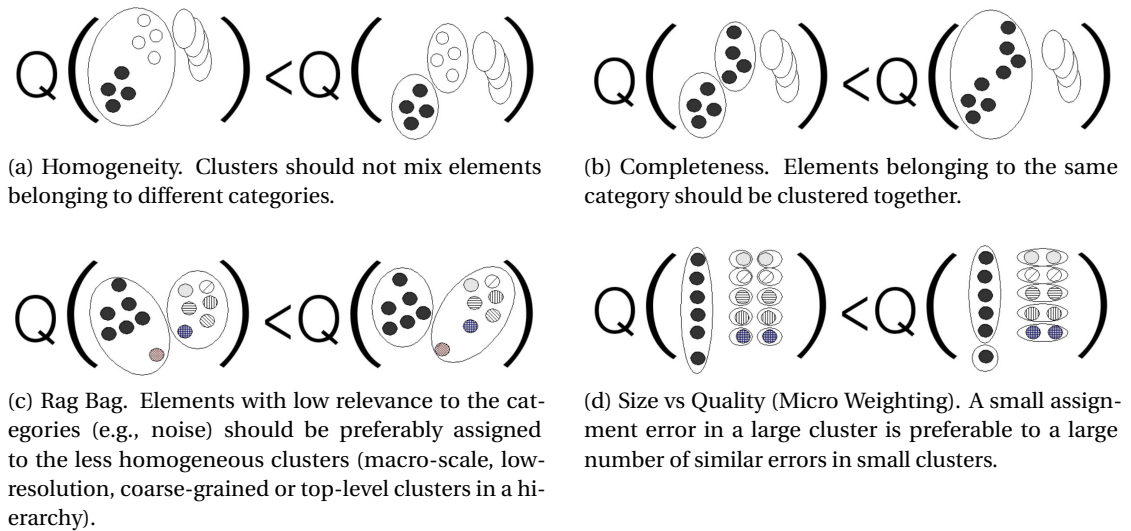 Q( ) < Q( )
(a) Homogeneity. Clusters should not mix elements
belonging to different categories.
Q( ) < Q( )
(b) Completeness. Elements belonging to the same
category should be clustered together.
Q( ) < Q( )
(c) Rag Bag. Elements with low relevance to the cat-
egories (e.g., noise) should be preferably assigned
to the less homogeneous clusters (macro-scale, low-
resolution, coarse-grained or top-level clusters in a hi-
erarchy).
Q( ) < Q( )
(d) Size vs Quality (Micro Weighting). A small assign-
ment error in a large cluster is preferable to a large
number of similar errors in small clusters.